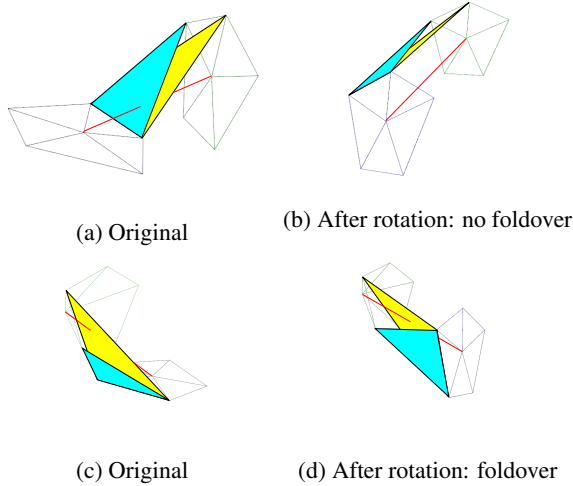 (a) Original
(b) After rotation: no foldover
(c) Original
(d) After rotation: foldover